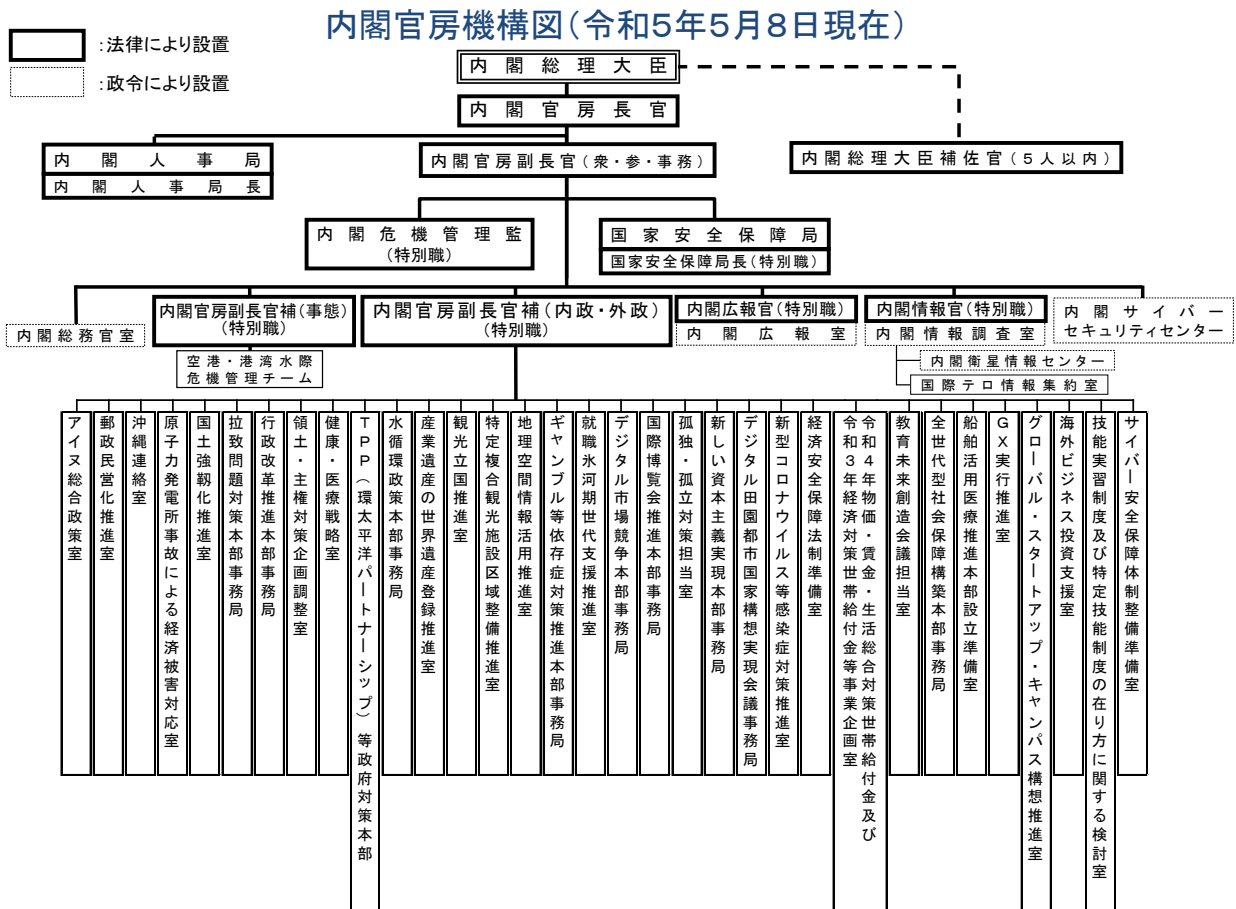 内閣官房機構図(令和5年5月8日現在)
:法律により設置
:政令により設置
内閣総理大臣
内閣官房長官
内閣人事局
内閣人事局長
内閣官房副長官(衆・参・事務)
内閣総理大臣補佐官(5人以内)
内閣危機管理監
(特別職)
国家安全保障局
国家安全保障局長(特別職)
内閣総務官室
内閣官房副長官補(事態)
(特別職)
空港・港湾水際
危機管理チーム
内閣官房副長官補(内政・外政)
(特別職)
内閣広報官(特別職)
内閣広報室
内閣情報官(特別職)
内閣情報調査室
内閣衛星情報センター
国際テロ情報集約室
内閣サイバー
セキュリティセンター
アイヌ総合政策室
郵政民営化推進室
沖縄連絡室
原子力発電所事故による経済被害対応室
国土強靱化推進室
拉致問題対策本部事務局
行政改革推進本部事務局
領土・主権対策企画調整室
健康・医療戦略室
TPP(環太平洋パートナーシップ)等政府対策本部
水循環政策本部事務局
産業遺産の世界遺産登録推進室
観光立国推進室
特定複合観光施設区域整備推進室
地理空間情報活用推進室
ギャンブル等依存症対策推進本部事務局
就職氷河期世代支援推進室
デジタル市場競争本部事務局
国際博覧会推進本部事務局
孤独・孤立対策担当室
新しい資本主義実現本部事務局
デジタル田園都市国家構想実現会議事務局
新型コロナウイルス等感染症対策推進室
経済安全保障法制準備室
令和4年物価・賃金・生活総合対策世帯給付金及び
令和3年経済対策世帯給付金等事業企画室
教育未来創造会議担当室
全世代型社会保障構築本部事務局
船舶活用医療推進本部設立準備室
GX実行推進室
グローバル・スタートアップ・キャンパス構想推進室
海外ビジネス投資支援室
技能実習制度及び特定技能制度の在り方に関する検討室
サイバー安全保障体制整備準備室